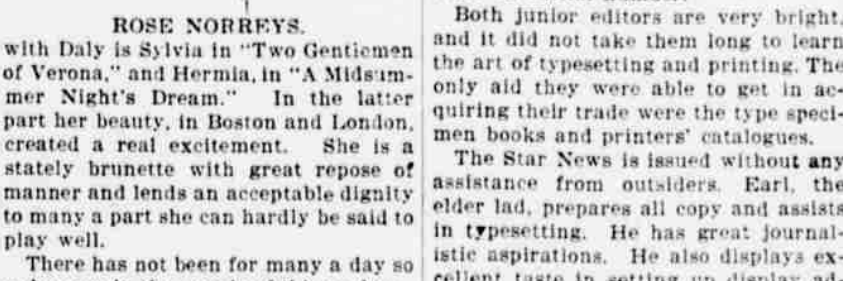 ROSE NORREYS.
with Daly is Sylvia in "Two Gentlemen
of Verona," and Hermia, in "A Midsum-
mer Night's Dream." In the latter
part her beauty, in Boston and London,
created a real excitement. She is a
stately brunette with great repose of
manner and lends an acceptable dignity
to many a part she can hardly be said to
play well.
There has not been for many a day so
Both junior editors are very bright,
and it did not take them long to learn
the art of typesetting and printing. The
only aid they were able to get in ac-
quiring their trade were the type speci-
men books and printers' catalogues.
The Star News is issued without any
assistance from outsiders. Earl, the
elder lad, prepares all copy and assists
in typesetting. He has great journal-
istic aspirations. He also displays ex-
cellent taste in setting up display ad-